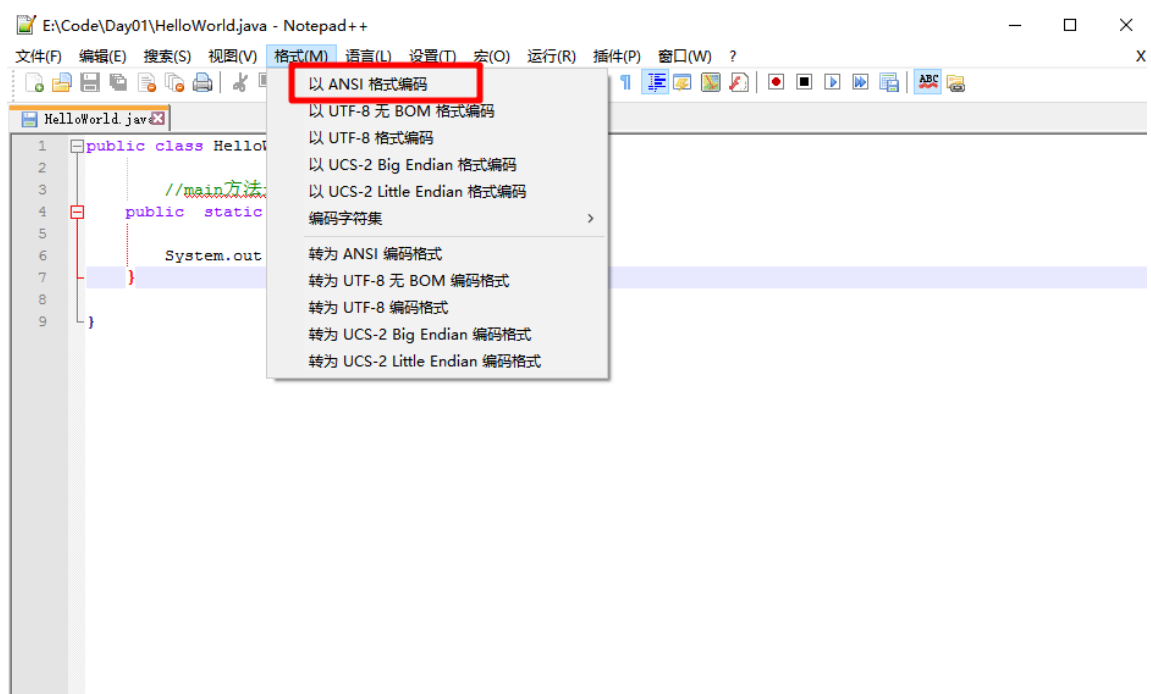 E:\Code\Day01\HelloWorld.java - Notepad++
文件(F) 编辑(E) 搜索(S) 视图(V) 格式(M) 语言(L) 设置(T) 宏(O) 运行(R) 插件(P) 窗口(W) ? X
ABC
HelloWorld.java
以 ANSI 格式编码
以 UTF-8 无 BOM 格式编码
以 UTF-8 格式编码
以 UCS-2 Big Endian 格式编码
以 UCS-2 Little Endian 格式编码
编码字符集
转为 ANSI 编码格式
转为 UTF-8 无 BOM 编码格式
转为 UTF-8 编码格式
转为 UCS-2 Big Endian 编码格式
转为 UCS-2 Little Endian 编码格式
1 public class Hello
2
3 //main方法
4 public static
5
6 System.out
7 }
8
9 }